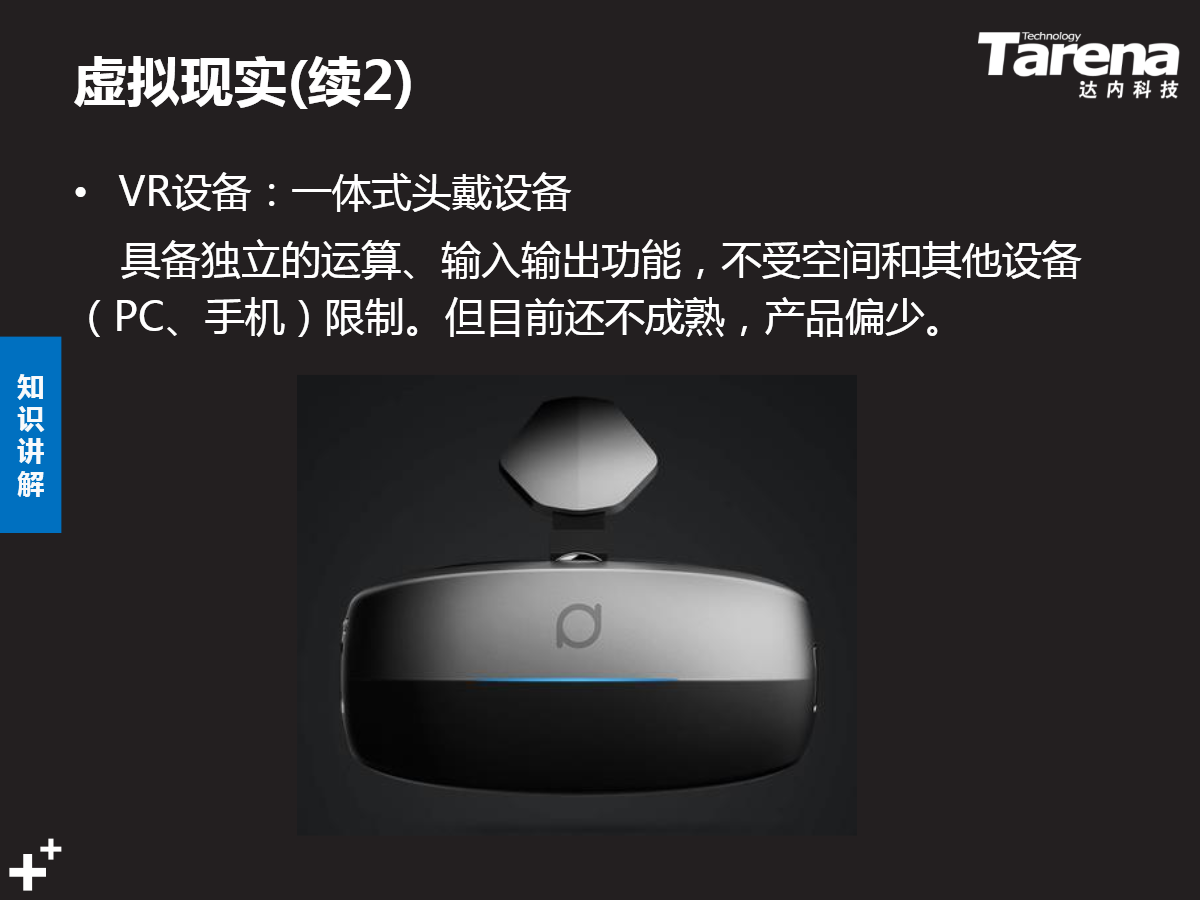 虚拟现实(续2)
Technology
Tarena
达内科技
• VR设备：一体式头戴设备
具备独立的运算、输入输出功能，不受空间和其他设备
（PC、手机）限制。但目前还不成熟，产品偏少。
知识讲解